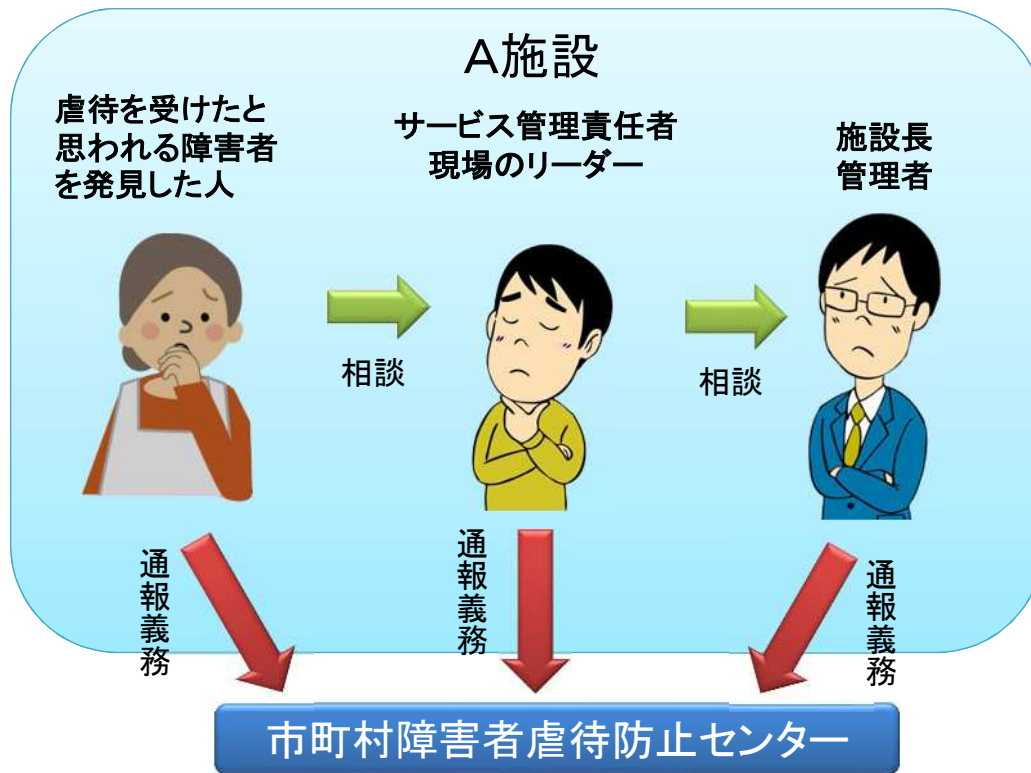 A施設
虐待を受けたと
思われる障害者
を発見した人
サービス管理責任者
現場のリーダー
施設長
管理者
相談
相談
通報義務
通報義務
通報義務
市町村障害者虐待防止センター